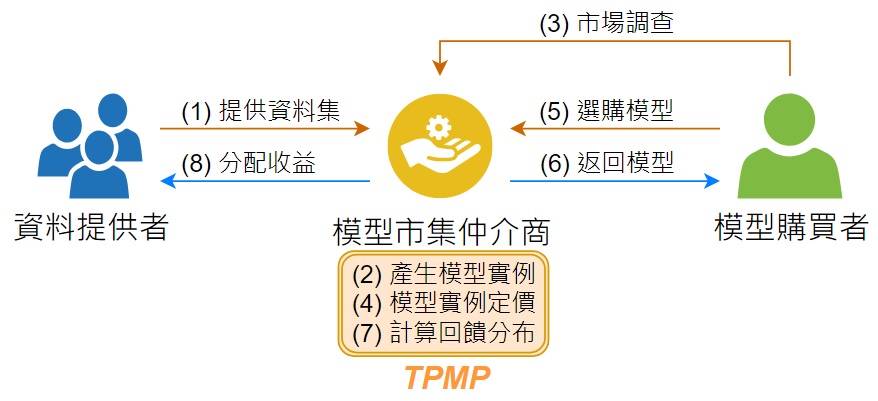 (3) 市場調查
(1) 提供資料集
(5) 選購模型
(8) 分配收益
(6) 返回模型
資料提供者
模型市集仲介商
模型購買者
(2) 產生模型實例
(4) 模型實例定價
(7) 計算回饋分布
TPMP